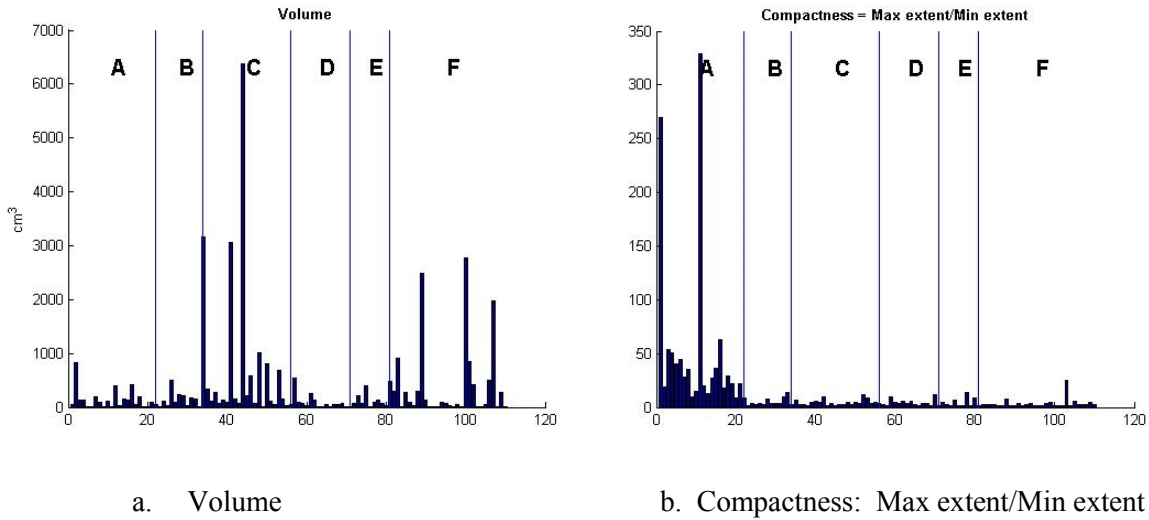 Volume
7000
6000
5000
4000
3000
2000
1000
0
cm³
A B C D E F
0 20 40 60 80 100 120
a. Volume
Compactness = Max extent/Min extent
350
300
250
200
150
100
50
0
A B C D E F
0 20 40 60 80 100 120
b. Compactness: Max extent/Min extent